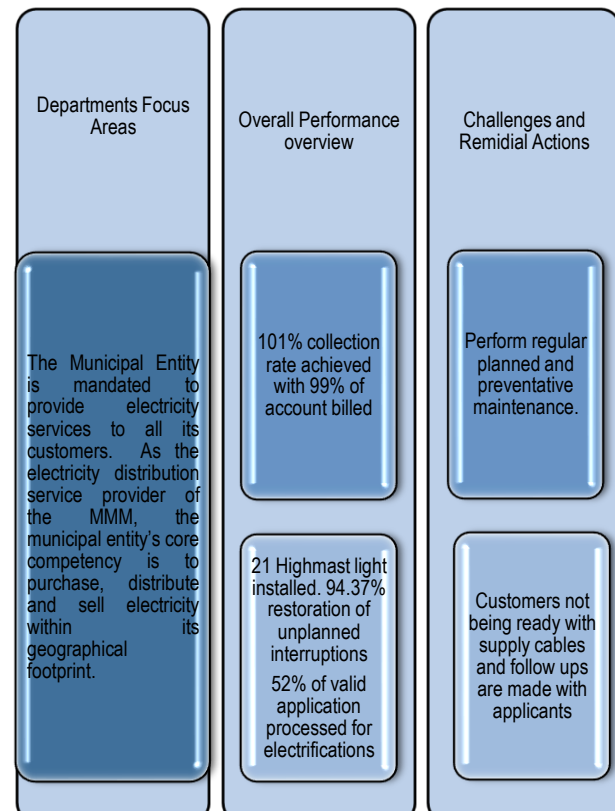 Departments Focus
Areas
The Municipal Entity
is mandated to
provide electricity
services to all its
customers. As the
electricity distribution
service provider of
the MMM, the
municipal entity's core
competency is to
purchase, distribute
and sell electricity
within its
geographical
footprint.
Overall Performance
overview
101% collection
rate achieved
with 99% of
account billed
21 Highmast light
installed. 94.37%
restoration of
unplanned
interruptions
52% of valid
application
processed for
electrifications
Challenges and
Remidial Actions
Perform regular
planned and
preventative
maintenance.
Customers not
being ready with
supply cables
and follow ups
are made with
applicants